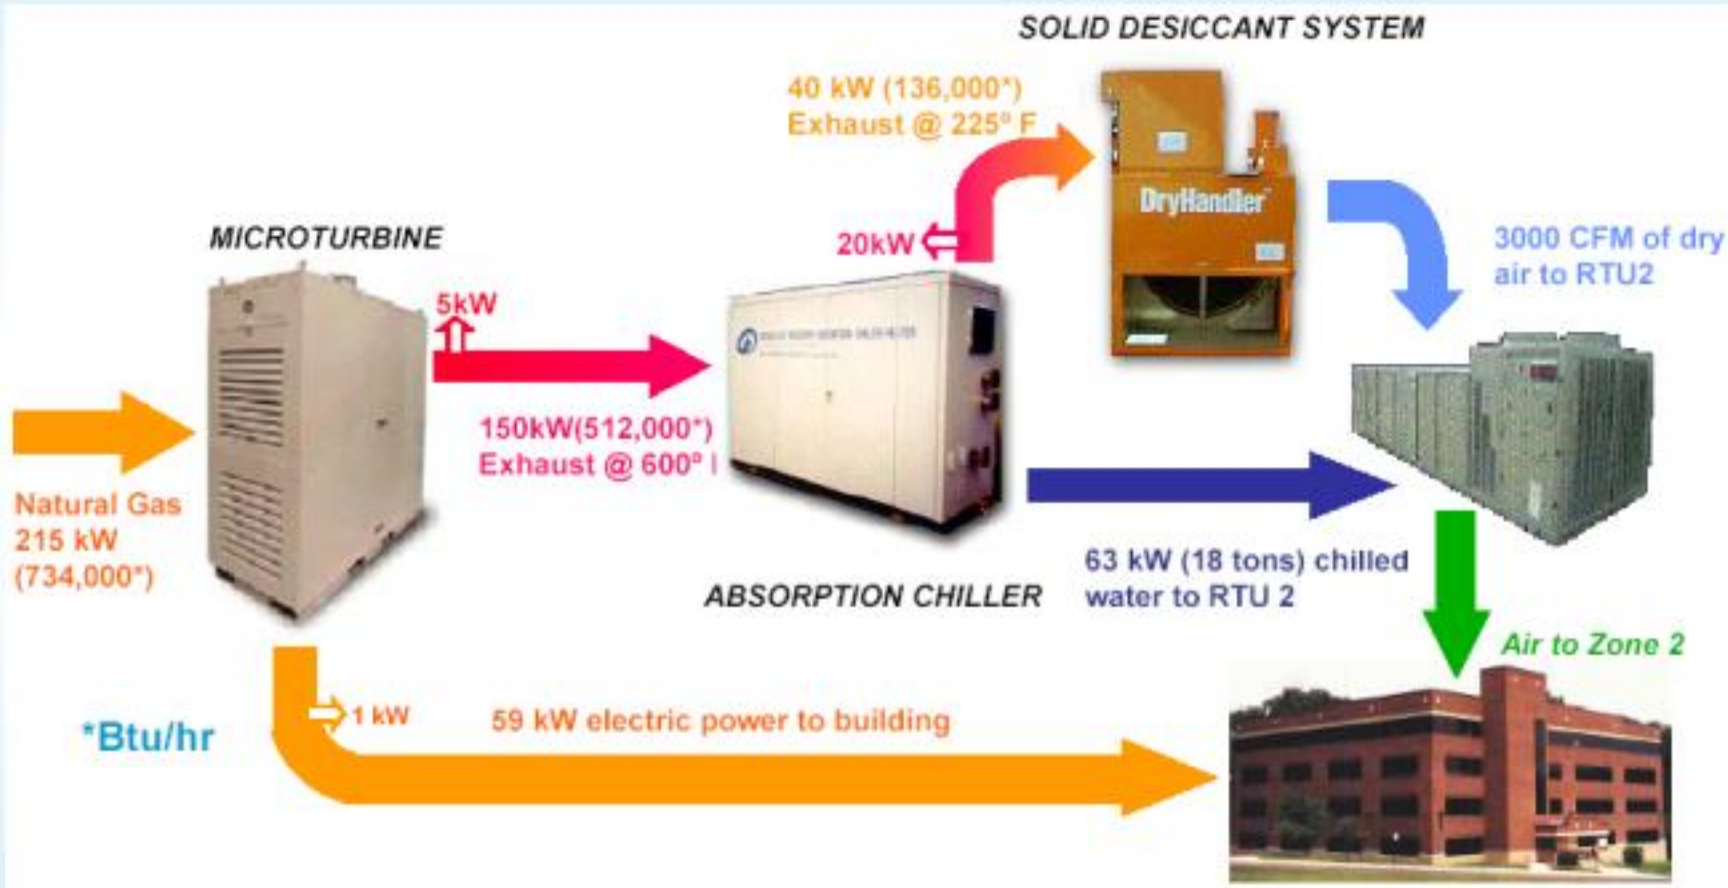 SOLID DESICCANT SYSTEM
40 kW (136,000*)
Exhaust @ 225º F
DryHandler
20kW
3000 CFM of dry
air to RTU2
MICROTURBINE
5kW
150kW(512,000*)
Exhaust @ 600º
Natural Gas
215 kW
(734,000*)
ABSORPTION CHILLER
63 kW (18 tons) chilled
water to RTU 2
Air to Zone 2
1 kW
59 kW electric power to building
*Btu/hr